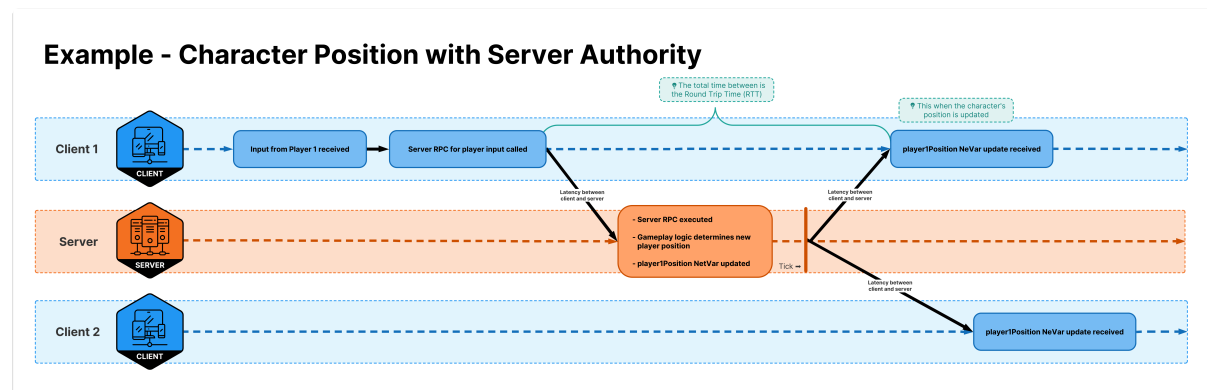 Example - Character Position with Server Authority
The total time between is
the Round Trip Time (RTT)
This when the character's
position is updated
Client 1
CLIENT
Input from Player 1 received
Server RPC for player input called
player1Position NeVar update received
Latency between
client and server
Latency between
client and server
Server
SERVER
- Server RPC executed
- Gameplay logic determines new
player position
- player1Position NetVar updated
Tick ➡
Latency between
client and server
Client 2
CLIENT
player1Position NeVar update received